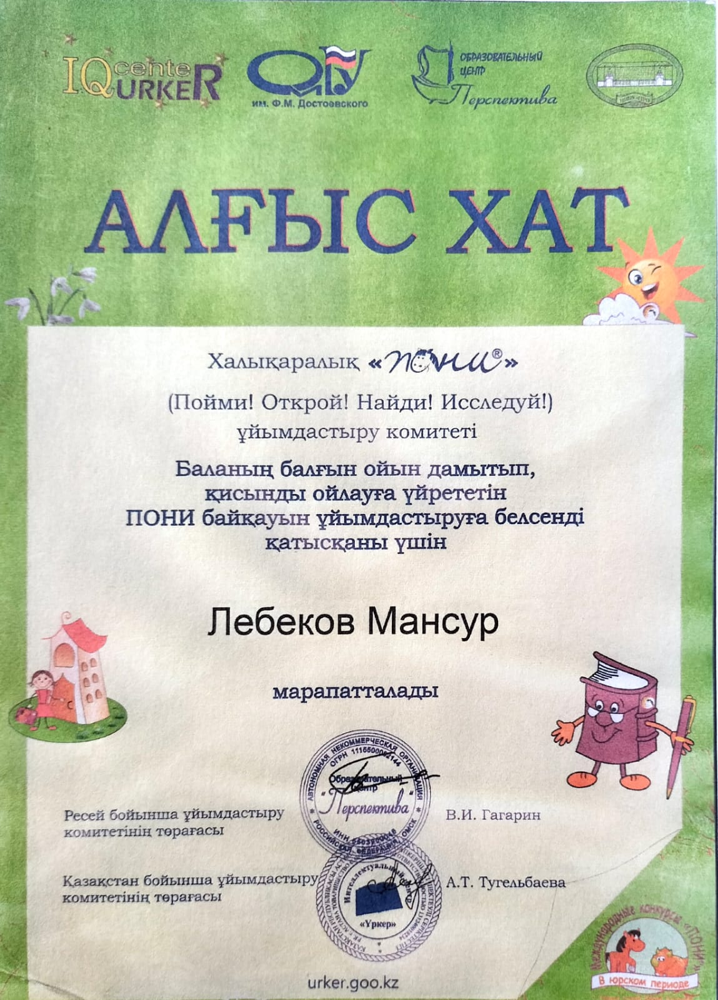 IQ center URKER
ОмГУ
им. Ф.М. Достоевского
ОБРАЗОВАТЕЛЬНЫЙ
ЦЕНТР
Перспектива
АЛҒЫС ХАТ
Халықаралық «ПОНИ®»
(Пойми! Открой! Найди! Исследуй!)
ұйымдастыру комитеті
Баланың балғын ойын дамытып,
қисынды ойлауға үйрететін
ПОНИ байқауын ұйымдастыруға белсенді
қатысқаны үшін
Лебеков Мансур
марапатталады
АВТОНОМНАЯ НЕКОММЕРЧЕСКАЯ ОРГАНИЗАЦИЯ
ОГРН
Образовательный
центр
"Перспектива"
ИНН
РОССИЙСКАЯ ФЕДЕРАЦИЯ ОМСК
Ресей бойынша ұйымдастыру
комитетінің төрағасы
В.И. Гагарин
Қазақстан бойынша ұйымдастыру
комитетінің төрағасы
А.Т. Тугельбаева
Интеллектуальный центр
«Үркер»
Международные конкурсы «ПОНИ»
В юрском периоде
urker.goo.kz